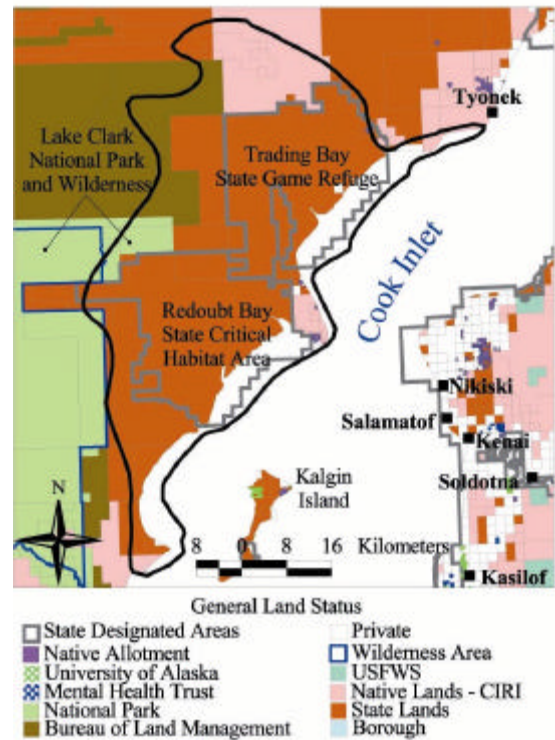 Tyonek
Lake Clark
National Park
and Wilderness
Trading Bay
State Game Refuge
Cook Inlet
Redoubt Bay
State Critical
Habitat Area
Nikiski
Salamatof
Kenai
Soldotna
Kalgin
Island
N
8 0 8 16 Kilometers
Kasilof
General Land Status
State Designated Areas
Native Allotment
University of Alaska
Mental Health Trust
National Park
Bureau of Land Management
Private
Wilderness Area
USFWS
Native Lands - CIRI
State Lands
Borough